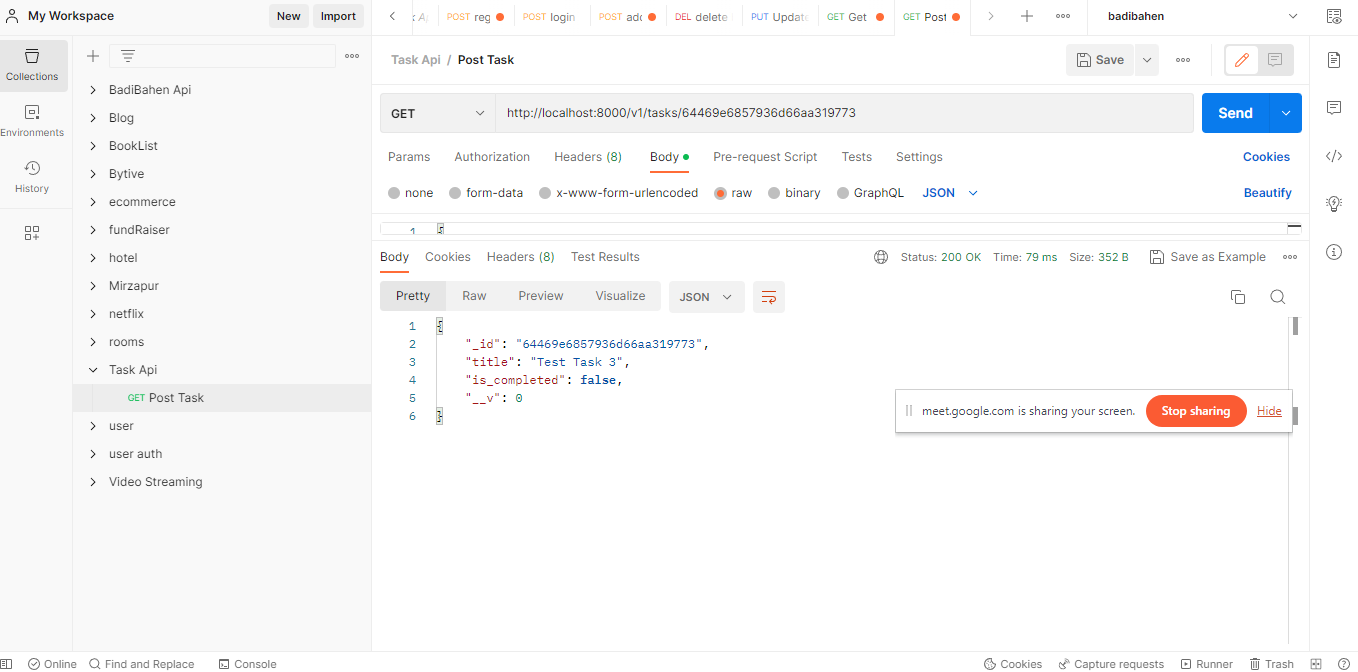 My Workspace New Import
POST reg POST login POST add DEL delete PUT Update GET Get GET Post badibahen
Collections
Environments
History
BadiBahen Api
Blog
BookList
Bytive
ecommerce
fundRaiser
hotel
Mirzapur
netflix
rooms
Task Api
GET Post Task
user
user auth
Video Streaming
Task Api / Post Task Save
GET http://localhost:8000/v1/tasks/64469e6857936d66aa319773 Send
Params Authorization Headers (8) Body Pre-request Script Tests Settings Cookies
none form-data x-www-form-urlencoded raw binary GraphQL JSON Beautify
1 {
Body Cookies Headers (8) Test Results Status: 200 OK Time: 79 ms Size: 352 B Save as Example
Pretty Raw Preview Visualize JSON
1 {
2 "_id": "64469e6857936d66aa319773",
3 "title": "Test Task 3",
4 "is_completed": false,
5 "__v": 0
6 }
meet.google.com is sharing your screen. Stop sharing Hide
Online Find and Replace Console Cookies Capture requests Runner Trash